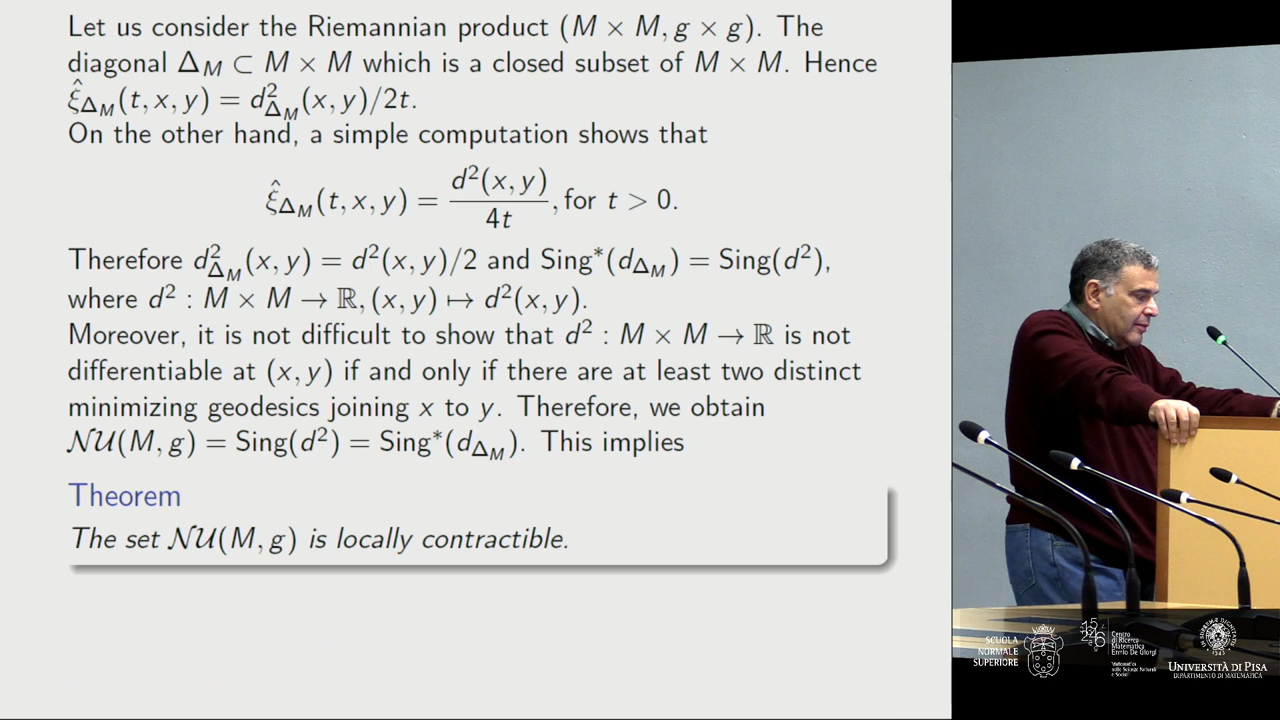 Let us consider the Riemannian product (M × M, g × g). The
diagonal Δ_M ⊂ M × M which is a closed subset of M × M. Hence
ξ̂_{Δ_M}(t, x, y) = d²_{Δ_M}(x, y)/2t.
On the other hand, a simple computation shows that
ξ̂_{Δ_M}(t, x, y) = d²(x, y)/4t, for t > 0.
Therefore d²_{Δ_M}(x, y) = d²(x, y)/2 and Sing*(d_{Δ_M}) = Sing(d²),
where d² : M × M → ℝ, (x, y) ↦ d²(x, y).
Moreover, it is not difficult to show that d² : M × M → ℝ is not
differentiable at (x, y) if and only if there are at least two distinct
minimizing geodesics joining x to y. Therefore, we obtain
𝒩𝒰(M, g) = Sing(d²) = Sing*(d_{Δ_M}). This implies
Theorem
The set 𝒩𝒰(M, g) is locally contractible.
SCUOLA
NORMALE
SUPERIORE
Centro
di Ricerca
Matematica
Ennio De Giorgi
UNIVERSITÀ DI PISA
DIPARTIMENTO DI MATEMATICA